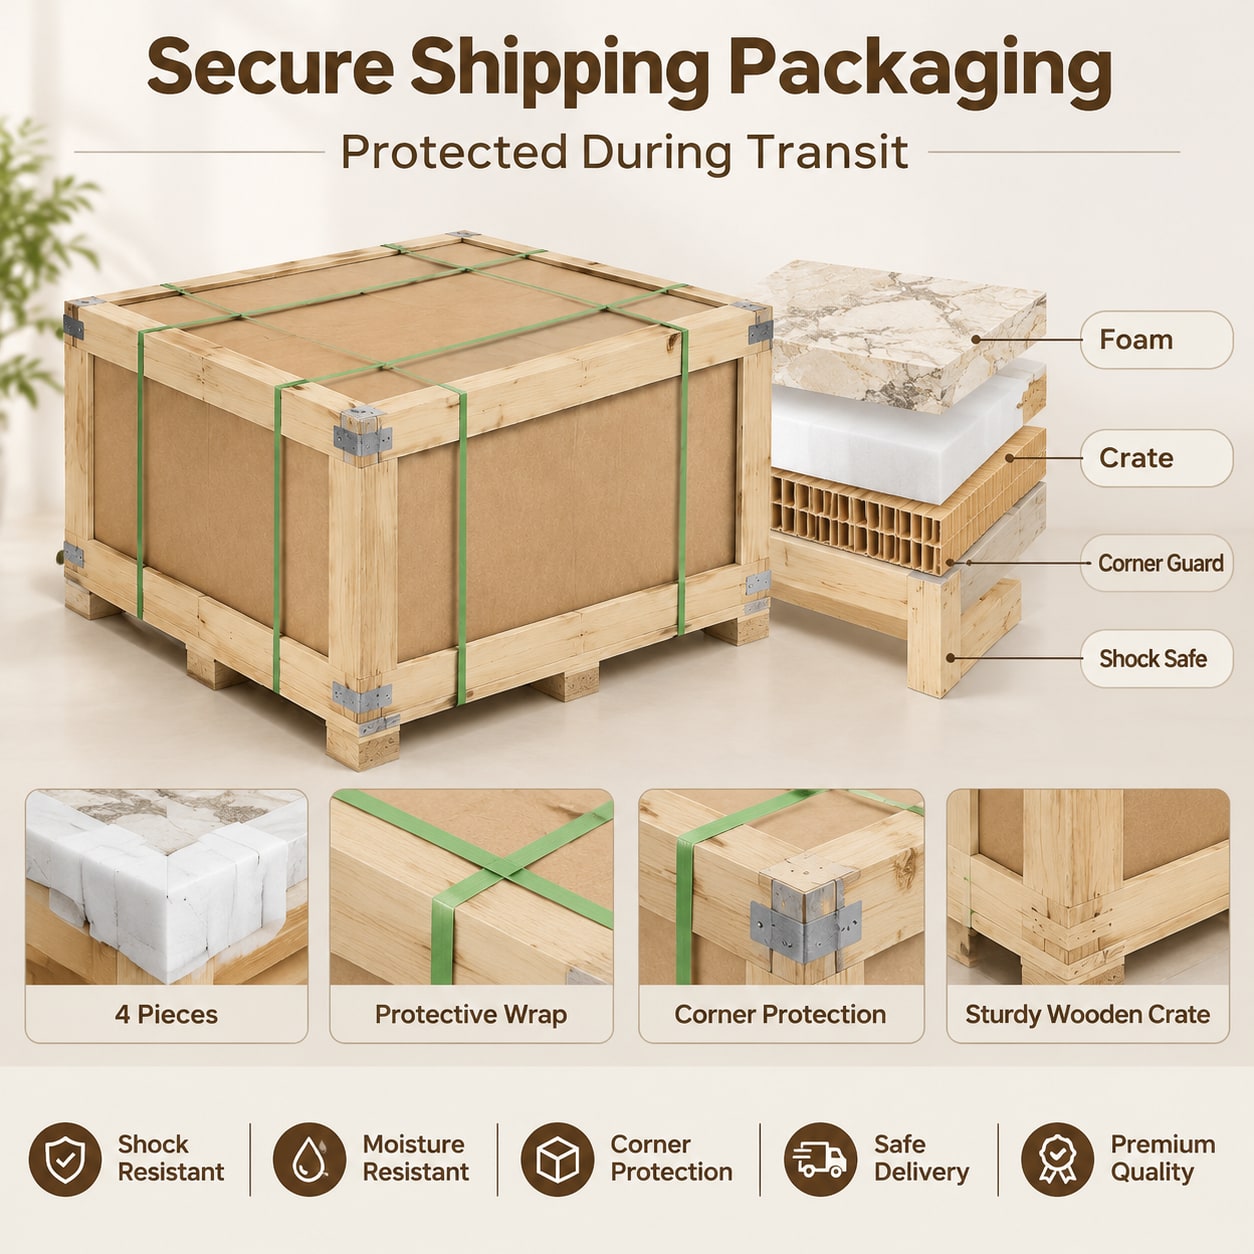 Secure Shipping Packaging
Protected During Transit
Foam
Crate
Corner Guard
Shock Safe
4 Pieces
Protective Wrap
Corner Protection
Sturdy Wooden Crate
Shock
Resistant
Moisture
Resistant
Corner
Protection
Safe
Delivery
Premium
Quality